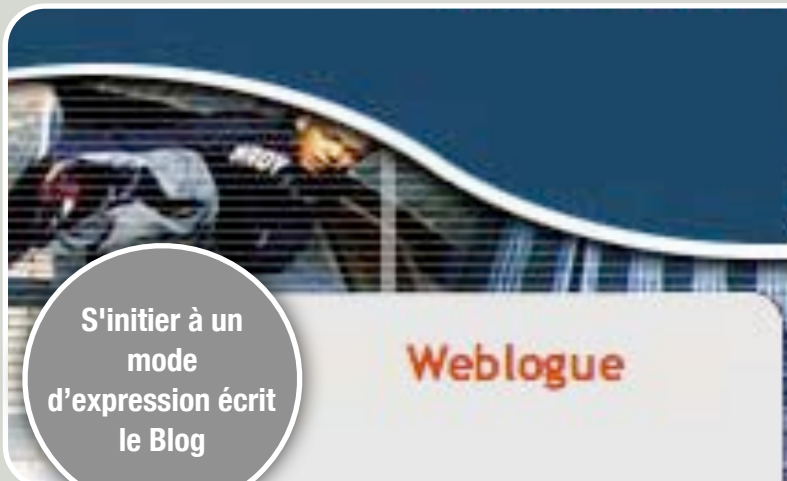 S'initier à un
mode
d’expression écrit
le Blog
Weblogue